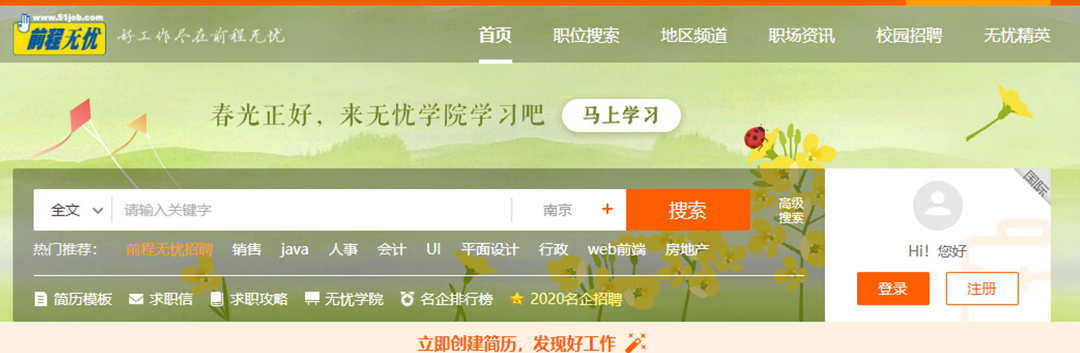 www.51job.com
前程无忧 好工作尽在前程无忧
首页 职位搜索 地区频道 职场资讯 校园招聘 无忧精英
春光正好，来无忧学院学习吧 马上学习
国际
全文 请输入关键字 南京 + 搜索 高级搜索
Hi！您好
热门推荐： 前程无忧招聘 销售 java 人事 会计 UI 平面设计 行政 web前端 房地产
登录 注册
简历模板 求职信 求职攻略 无忧学院 名企排行榜 2020名企招聘
立即创建简历，发现好工作